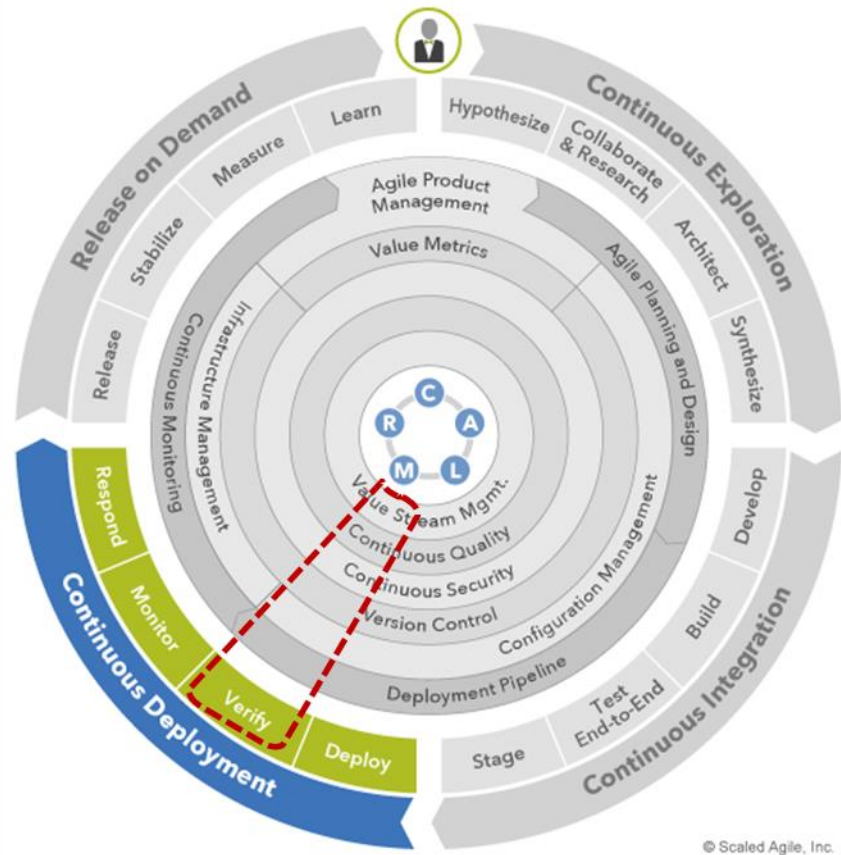 Continuous Exploration
Hypothesize
Collaborate
& Research
Architect
Synthesize
Continuous Integration
Develop
Build
Test
End-to-End
Stage
Continuous Deployment
Deploy
Verify
Monitor
Respond
Release on Demand
Release
Stabilize
Measure
Learn
Agile Product
Management
Agile Planning and Design
Deployment Pipeline
Continuous Monitoring
Value Metrics
Configuration Management
Infrastructure Management
Version Control
Continuous Security
Continuous Quality
Value Stream Mgmt.
C
A
L
M
R
© Scaled Agile, Inc.